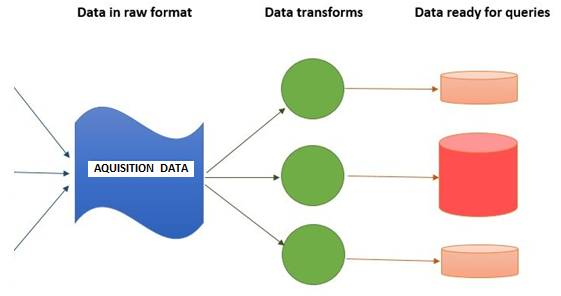 Data in raw format
Data transforms
Data ready for queries
AQUISITION DATA